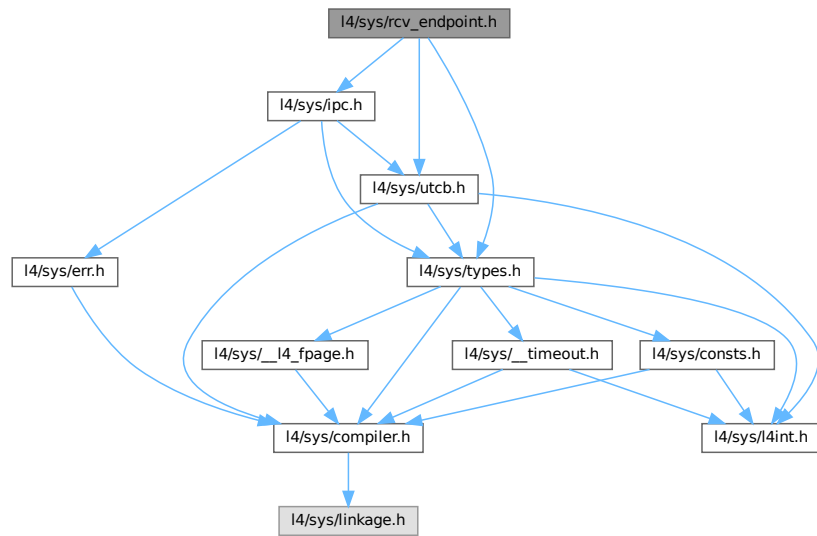 l4/sys/rcv_endpoint.h
l4/sys/ipc.h
l4/sys/utcb.h
l4/sys/err.h
l4/sys/types.h
l4/sys/__l4_fpage.h
l4/sys/__timeout.h
l4/sys/consts.h
l4/sys/compiler.h
l4/sys/l4int.h
l4/sys/linkage.h